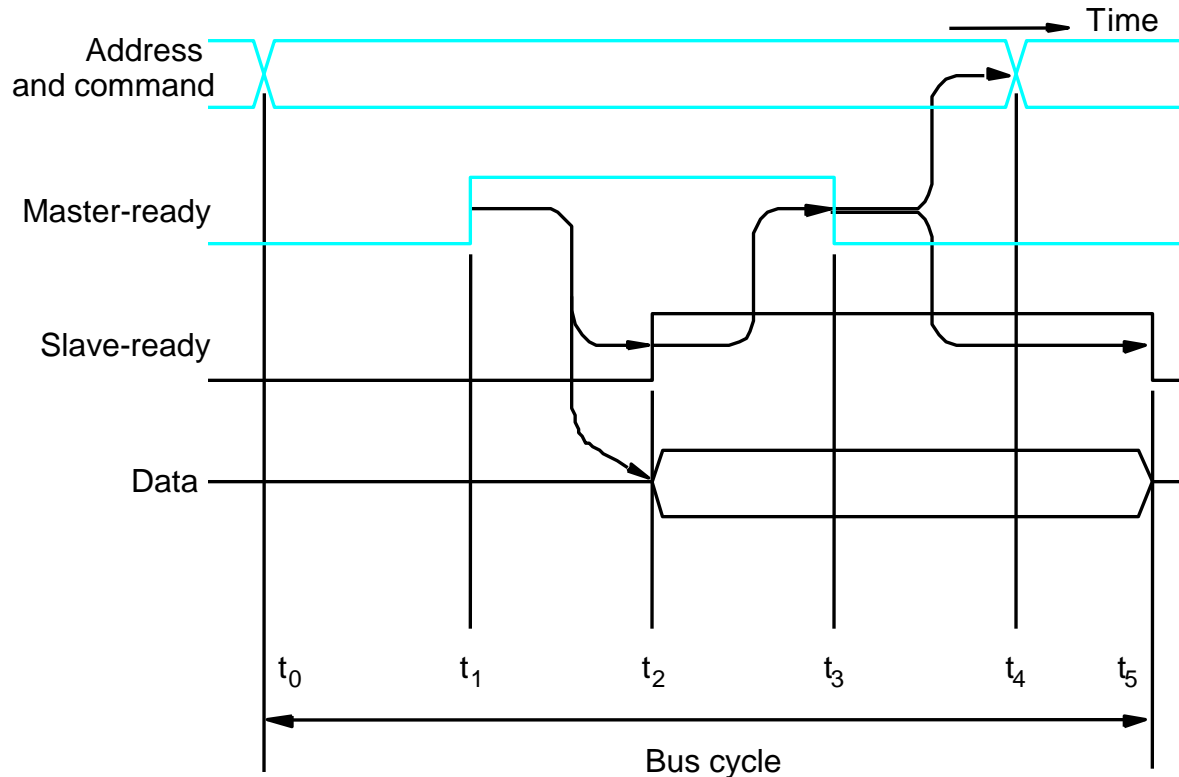 Time
Address
and command
Master-ready
Slave-ready
Data
t0 t1 t2 t3 t4 t5
Bus cycle